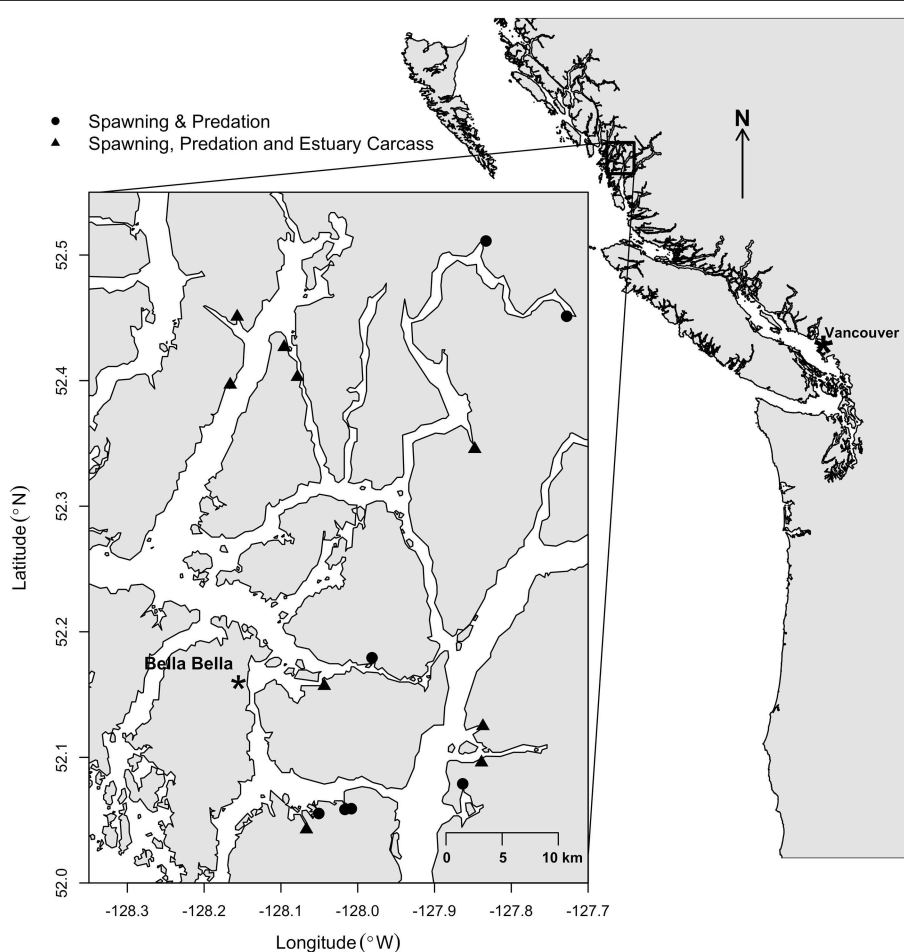 Spawning & Predation
Spawning, Predation and Estuary Carcass
N
Vancouver
Bella Bella
52.5
52.4
52.3
52.2
52.1
52.0
Latitude (°N)
0 5 10 km
-128.3 -128.2 -128.1 -128.0 -127.9 -127.8 -127.7
Longitude (°W)